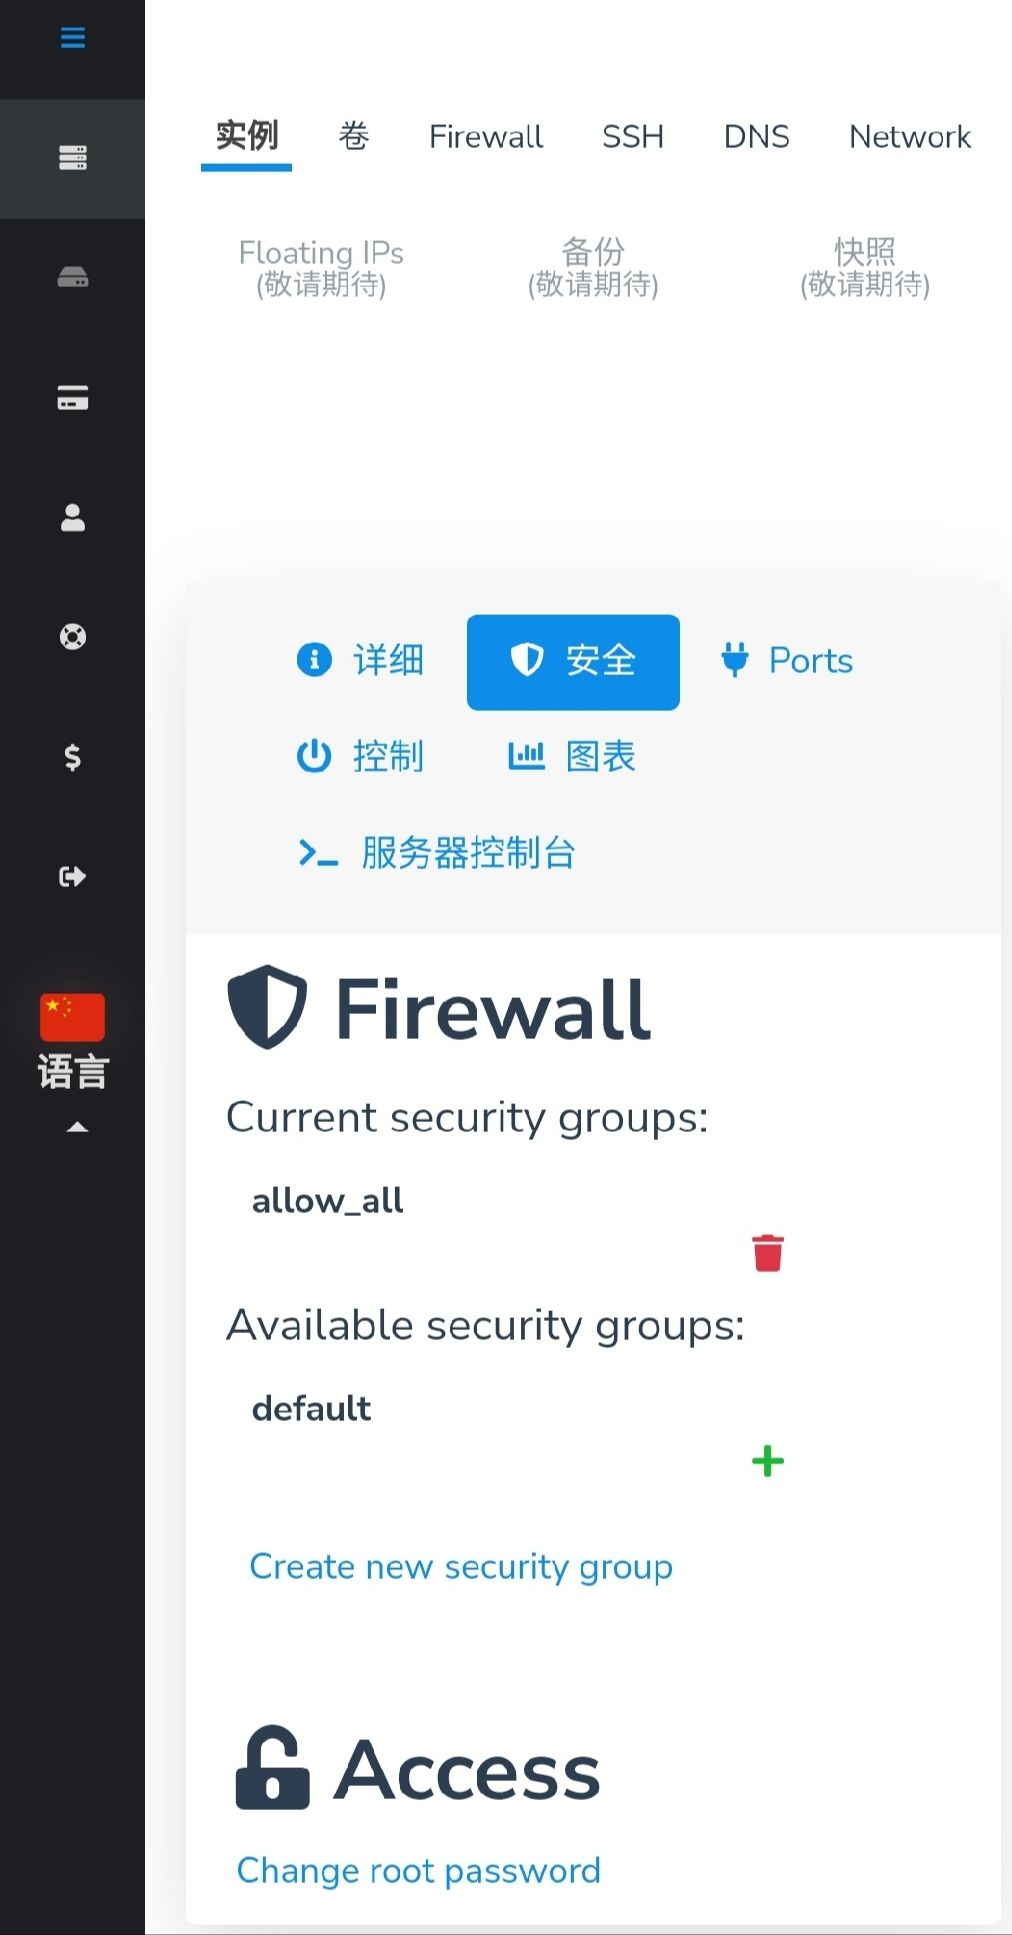 实例 卷 Firewall SSH DNS Network
Floating IPs 备份 快照
(敬请期待) (敬请期待) (敬请期待)
详细 安全 Ports
控制 图表
服务器控制台
Firewall
语言
Current security groups:
allow_all
Available security groups:
default
Create new security group
Access
Change root password